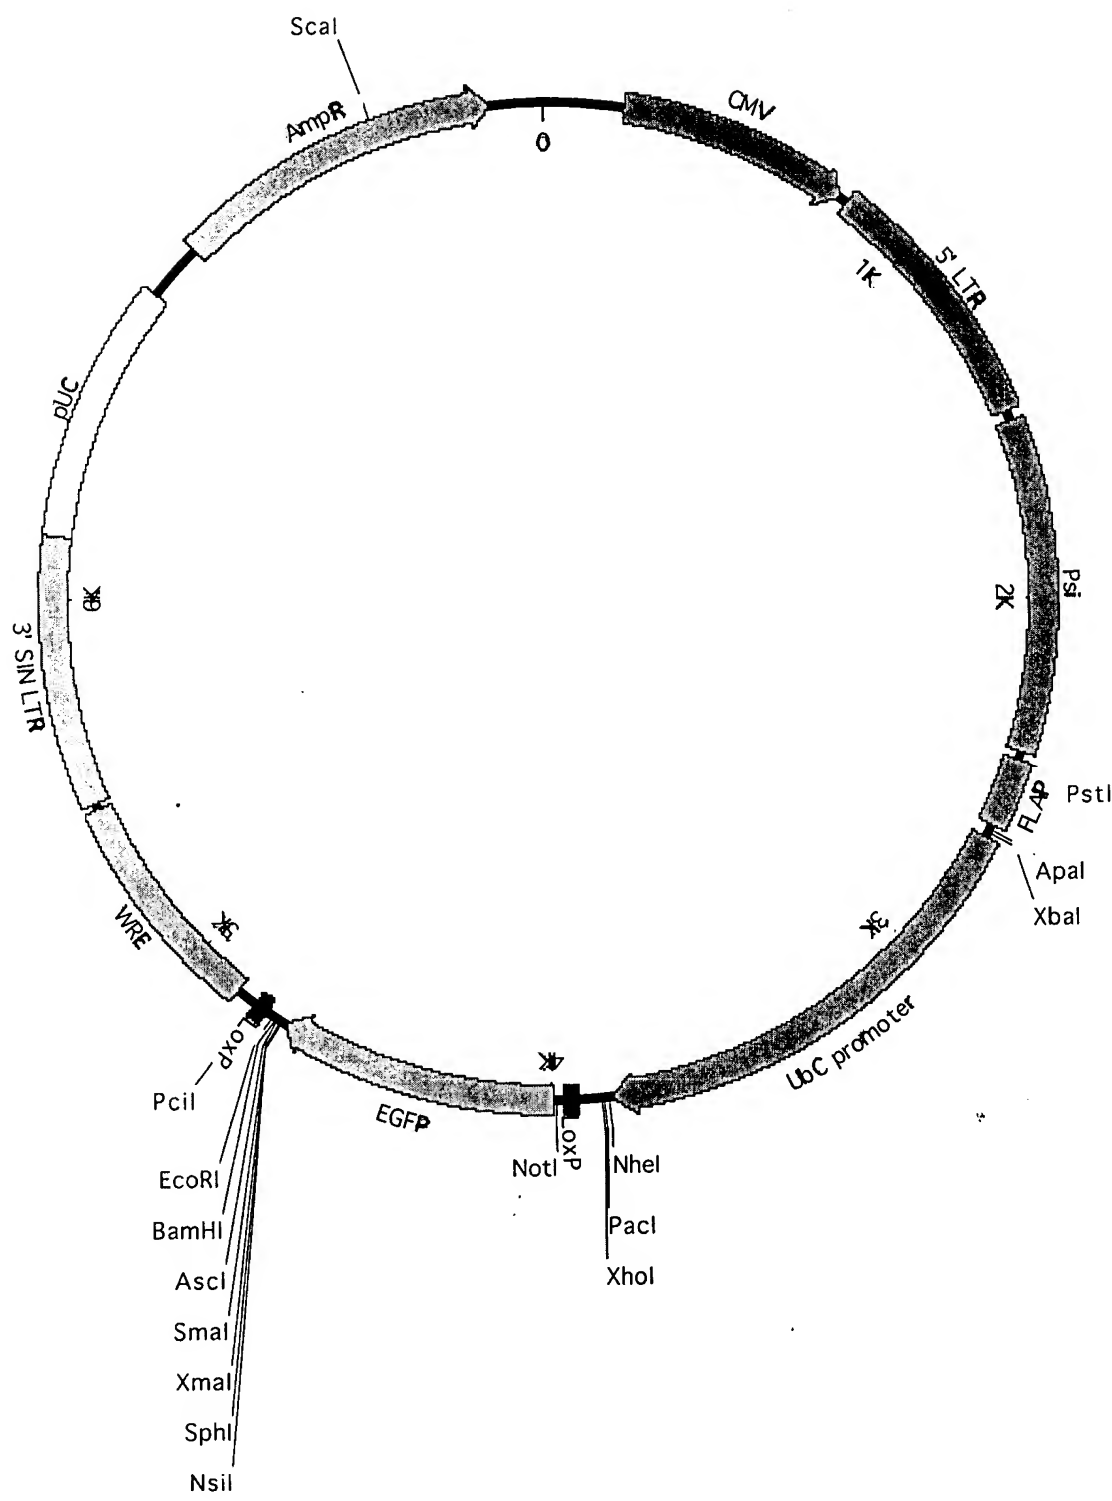 ScaI
AmpR
CMV
0
5' LTR
1K
pUC
Psi
2K
3' SIN LTR
FLAP
PstI
ApaI
XbaI
3K
WRE
LoxP
UbC promoter
PciI
4K
EGFP
LoxP
NotI
NheI
EcoRI
PacI
BamHI
XhoI
AscI
SmaI
XmaI
SphI
NsiI